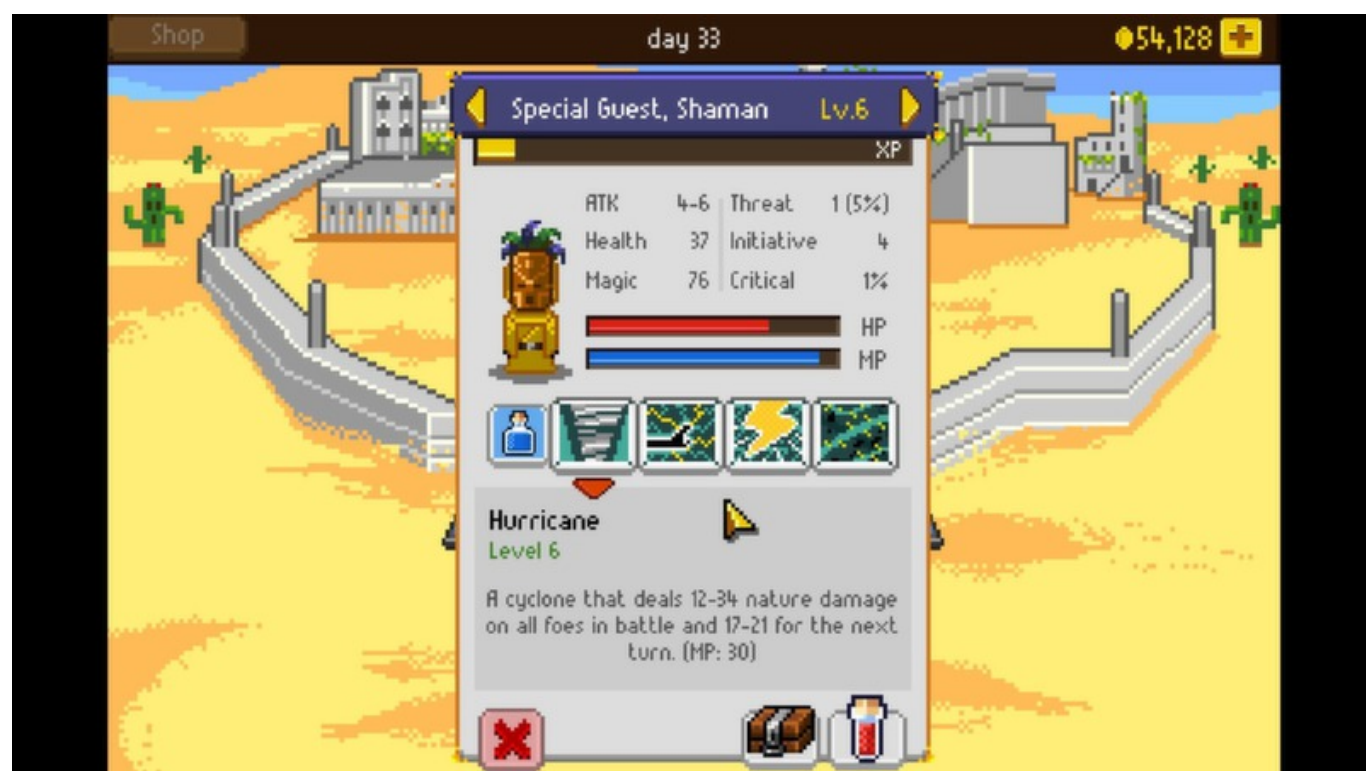 Shop
day 33
54,128
Special Guest, Shaman Lv.6
XP
ATK 4-6 Threat 1 (5%)
Health 37 Initiative 4
Magic 76 Critical 1%
HP
MP
Hurricane
Level 6
A cyclone that deals 12-34 nature damage
on all foes in battle and 17-21 for the next
turn. (MP: 30)